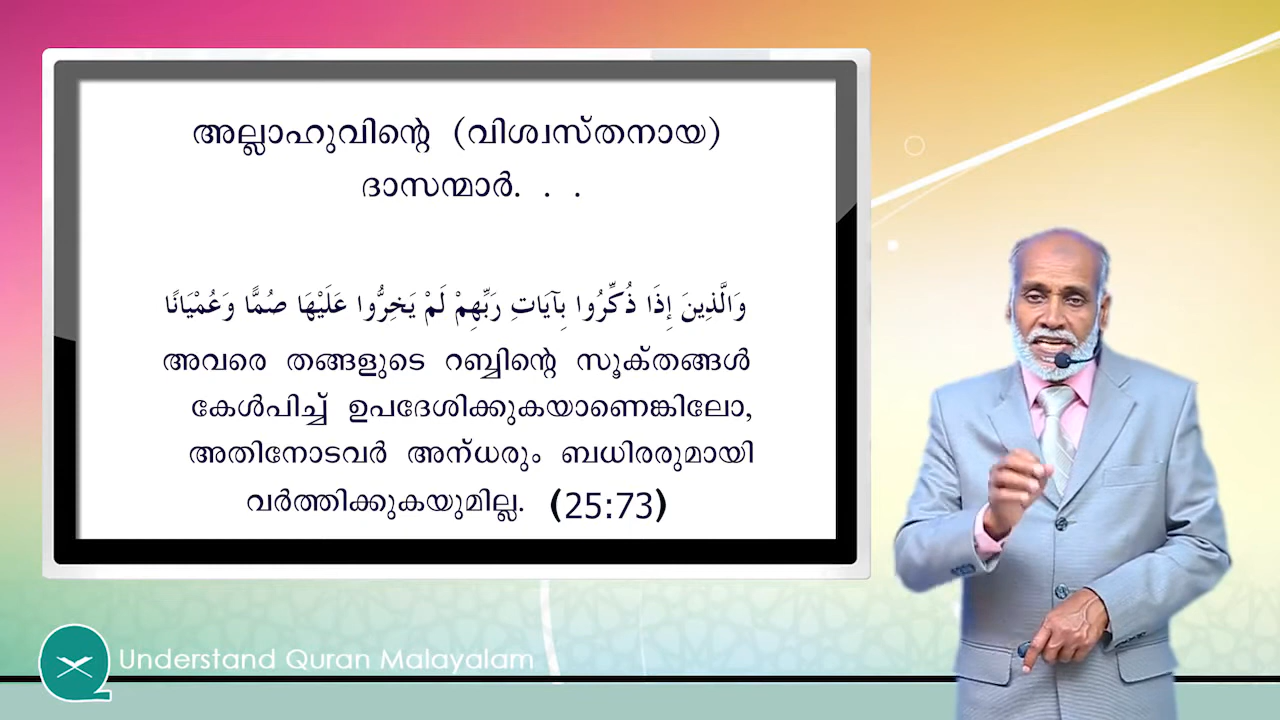 അല്ലാഹുവിന്റെ (വിശ്വസ്തനായ)
ദാസന്മാർ. . .
وَالَّذِينَ إِذَا ذُكِّرُوا بِآيَاتِ رَبِّهِمْ لَمْ يَخِرُّوا عَلَيْهَا صُمًّا وَعُمْيَانًا
അവരെ തങ്ങളുടെ റബ്ബിന്റെ സൂക്തങ്ങൾ
കേൾപിച്ച് ഉപദേശിക്കുകയാണെങ്കിലോ,
അതിനോടവർ അന്ധരും ബധിരരുമായി
വർത്തിക്കുകയുമില്ല. (25:73)
Understand Quran Malayalam